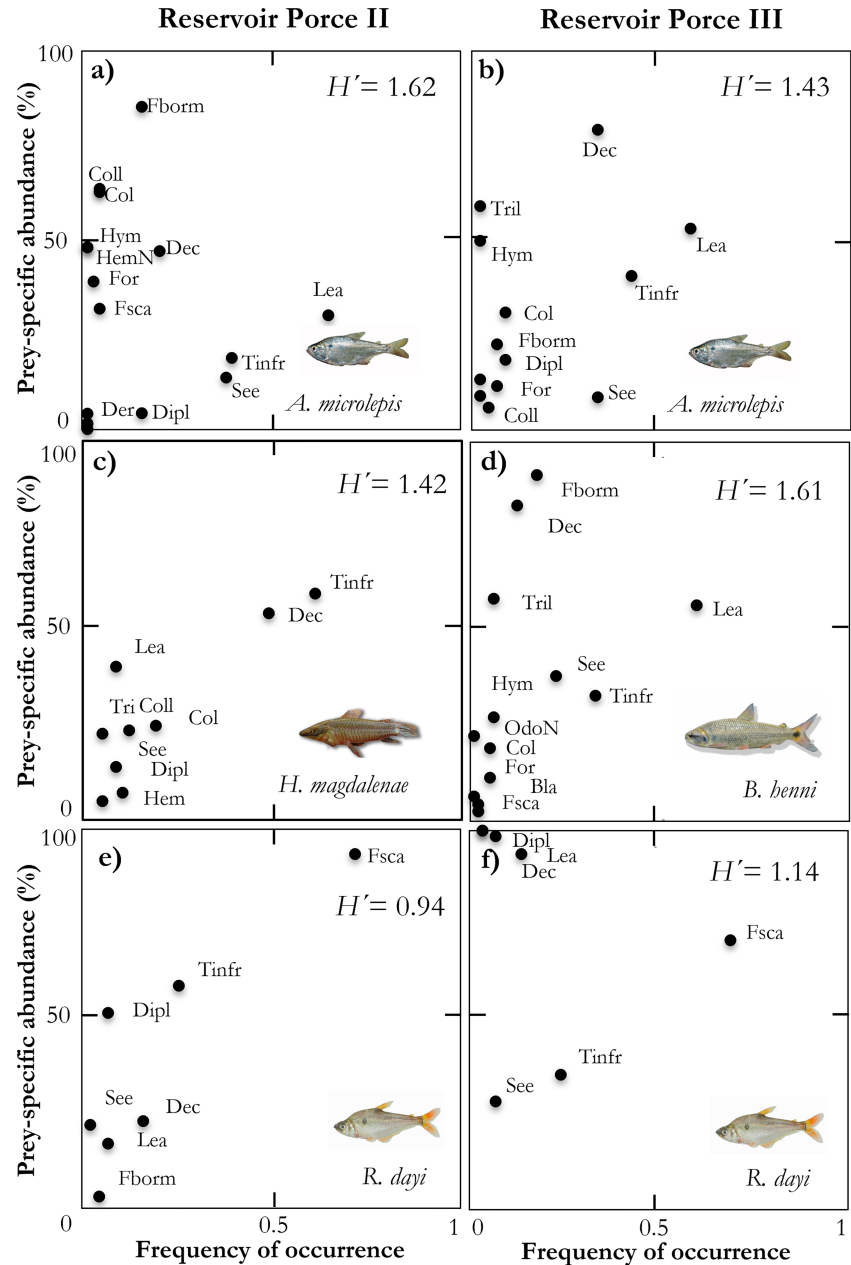 Reservoir Porce II
Reservoir Porce III
Prey-specific abundance (%)
100
50
0
a)
H´= 1.62
Fborm
Coll
Col
Hym
HemN
Dec
For
Fsca
Lea
Tinfr
See
Der
Dipl
A. microlepis
b)
H´= 1.43
Dec
Tril
Lea
Hym
Tinfr
Col
Fborm
Dipl
For
See
Coll
A. microlepis
Prey-specific abundance (%)
100
50
0
c)
H´= 1.42
Tinfr
Dec
Lea
Tri Coll
Col
See
Dipl
Hem
H. magdalenae
d)
H´= 1.61
Fborm
Dec
Tril
Lea
See
Hym
Tinfr
OdoN
Col
For
Bla
Fsca
B. henni
Prey-specific abundance (%)
100
50
0
e)
Fsca
H´= 0.94
Tinfr
Dipl
See
Dec
Lea
Fborm
R. dayi
0.5
1
Frequency of occurrence
f)
Dipl
Lea
Dec
H´= 1.14
Fsca
Tinfr
See
R. dayi
0
0.5
1
Frequency of occurrence